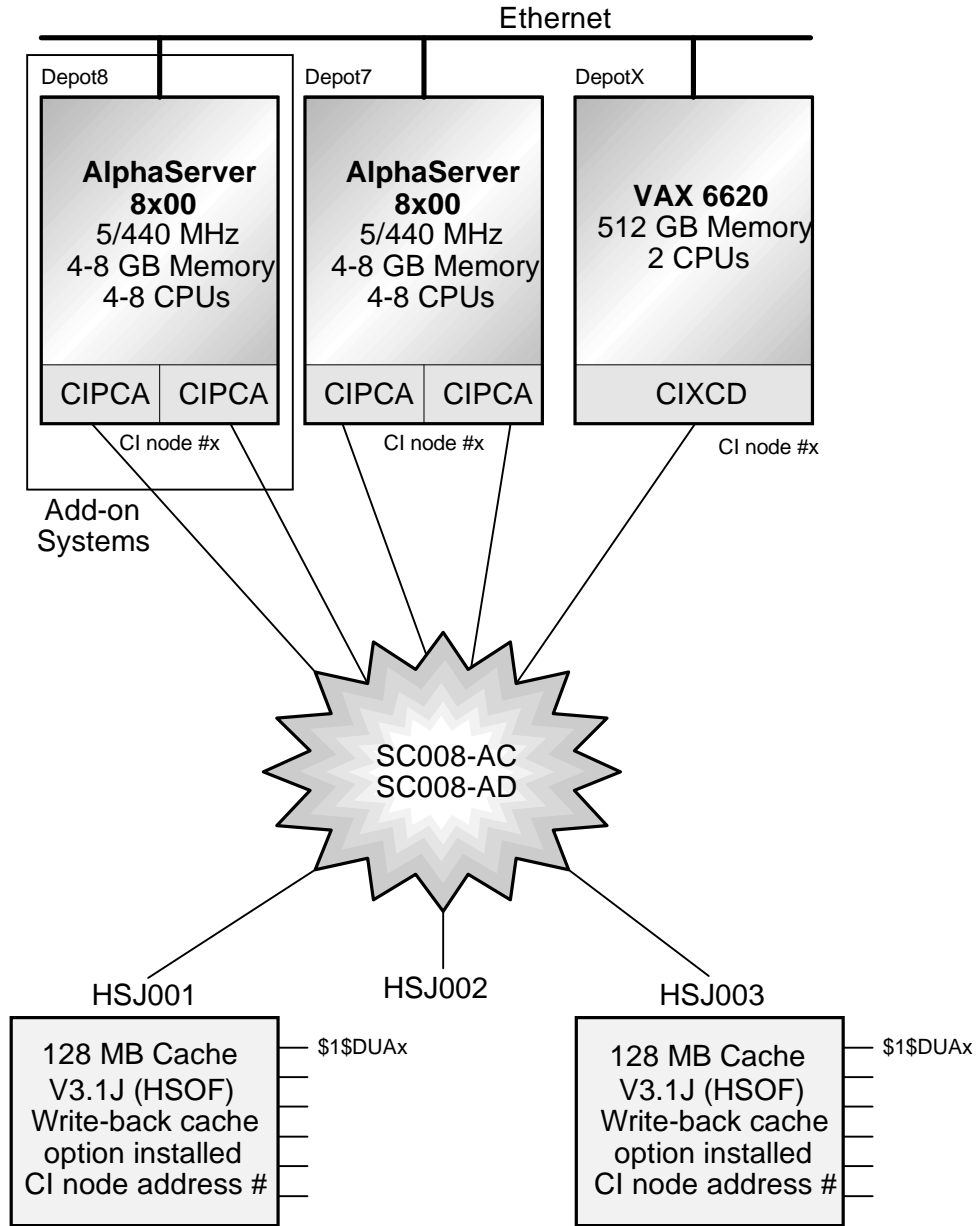 Ethernet
Depot8
Depot7
DepotX
AlphaServer
8x00
5/440 MHz
4-8 GB Memory
4-8 CPUs
AlphaServer
8x00
5/440 MHz
4-8 GB Memory
4-8 CPUs
VAX 6620
512 GB Memory
2 CPUs
CIPCA
CIPCA
CIPCA
CIPCA
CIXCD
CI node #x
CI node #x
CI node #x
Add-on
Systems
SC008-AC
SC008-AD
HSJ001
HSJ002
HSJ003
128 MB Cache
V3.1J (HSOF)
Write-back cache
option installed
CI node address #
$1$DUAx
128 MB Cache
V3.1J (HSOF)
Write-back cache
option installed
CI node address #
$1$DUAx